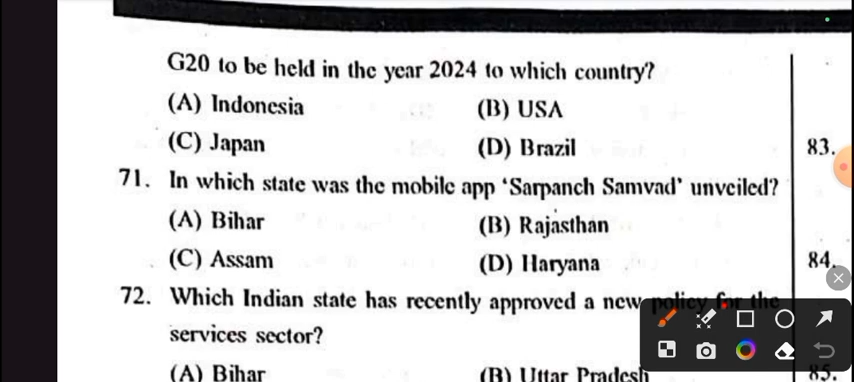 G20 to be held in the year 2024 to which country?
(A) Indonesia (B) USA
(C) Japan (D) Brazil
83.
71. In which state was the mobile app ‘Sarpanch Samvad’ unveiled?
(A) Bihar (B) Rajasthan
(C) Assam (D) Haryana
84.
72. Which Indian state has recently approved a new policy for the
services sector?
(A) Bihar (B) Uttar Pradesh
85.